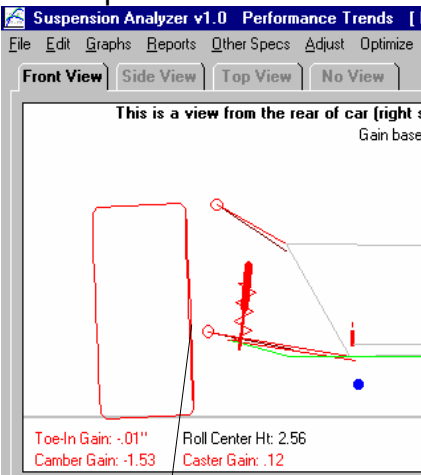 Suspension Analyzer v1.0 Performance Trends [
File Edit Graphs Reports Other Specs Adjust Optimize
Front View Side View Top View No View
This is a view from the rear of car (right s
Gain base
Toe-In Gain: -.01" Roll Center Ht: 2.56
Camber Gain: -1.53 Caster Gain: .12